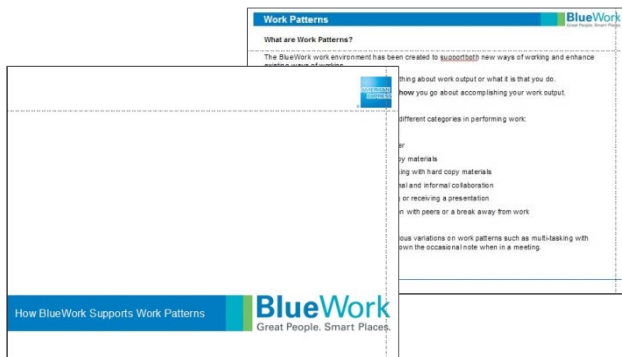 Work Patterns
BlueWork
Great People. Smart Places.
What are Work Patterns?
The BlueWork work environment has been created to supportboth new ways of working and enhance
existing ways of working
thing about work output or what it is that you do.
how you go about accomplishing your work output.
different categories in performing work:
er
py materials
ing with hard copy materials
nal and informal collaboration
or receiving a presentation
n with peers or a break away from work
ious variations on work patterns such as multi-tasking with
own the occasional note when in a meeting.
AMERICAN
EXPRESS
How BlueWork Supports Work Patterns
BlueWork
Great People. Smart Places.